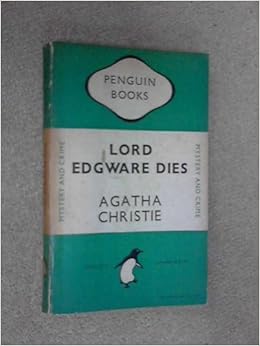 PENGUIN
BOOKS
MYSTERY AND CRIME
LORD
EDGWARE DIES
AGATHA
CHRISTIE
MYSTERY AND CRIME